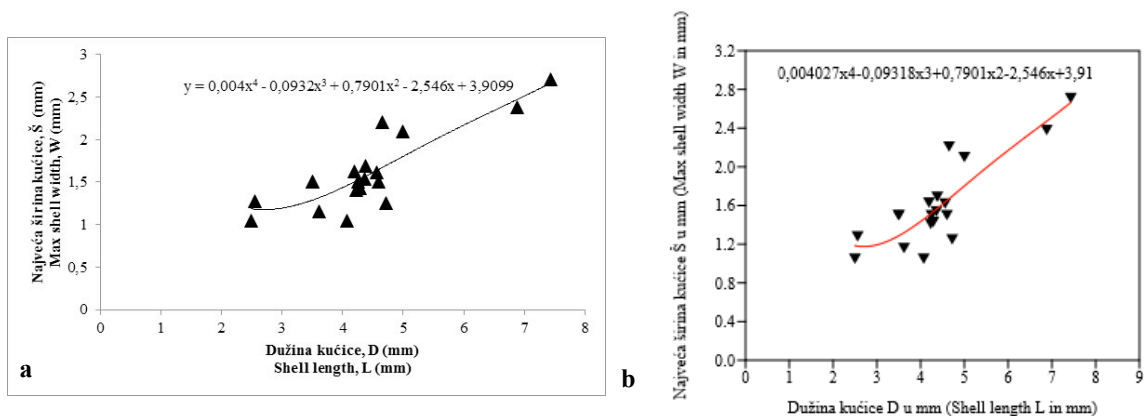 Najveća širina kućice, Š (mm)
Max shell width, W (mm)
3
2,5
2
1,5
1
0,5
0
y = 0,004x⁴ - 0,0932x³ + 0,7901x² - 2,546x + 3,9099
0 1 2 3 4 5 6 7 8
Dužina kućice, D (mm)
Shell length, L (mm)
a
Najveća širina kućice Š u mm (Max shell width W in mm)
3.2
2.8
2.4
2.0
1.6
1.2
0.8
0.4
0.0
0,004027x4-0,09318x3+0,7901x2-2,546x+3,91
0 1 2 3 4 5 6 7 8 9
Dužina kućice D u mm (Shell length L in mm)
b